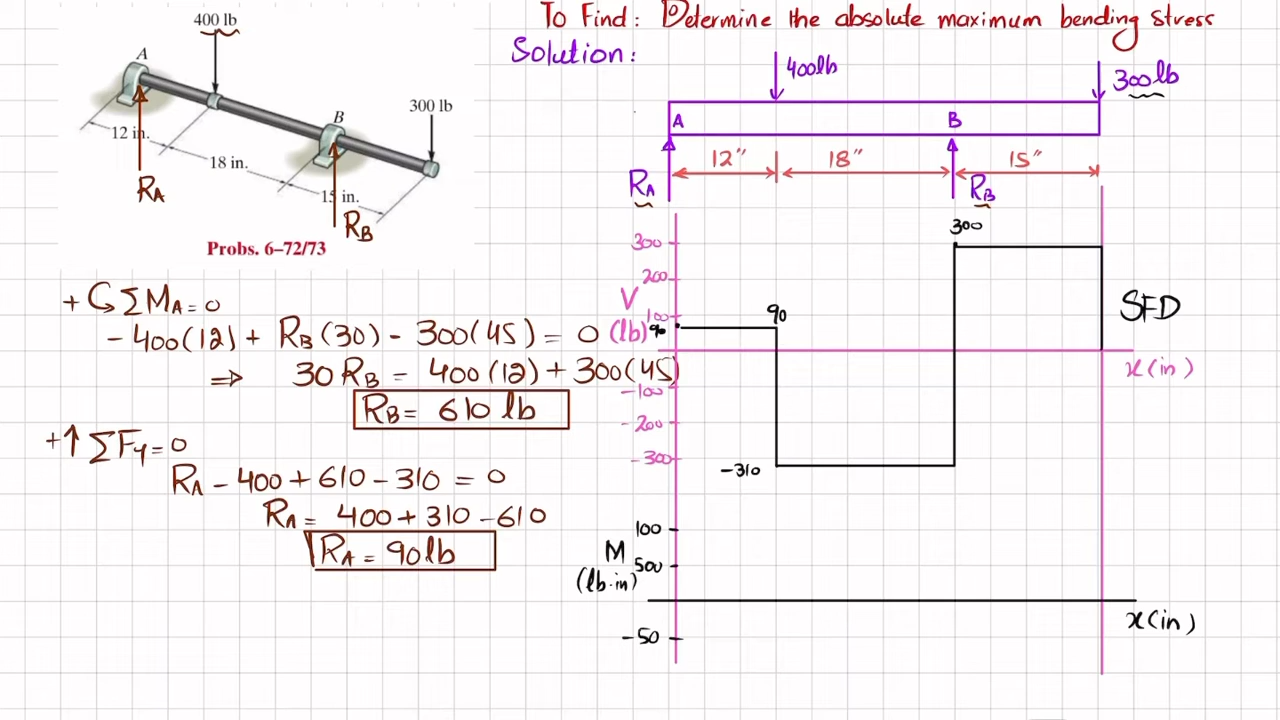 To Find: Determine the absolute maximum bending stress
Solution:
400 lb
A
B
300 lb
12 in.
18 in.
15 in.
RA
RB
Probs. 6–72/73
400lb
300lb
A
B
12"
18"
15"
RA
RB
+ ΣMA = 0
-400(12) + RB(30) - 300(45) = 0
⇒ 30 RB = 400(12) + 300(45)
RB = 610 lb
+↑ ΣFy = 0
RA - 400 + 610 - 310 = 0
RA = 400 + 310 - 610
RA = 90lb
300
300
200
V
100
(lb)
90
90
SFD
x(in)
-100
-200
-300
-310
100
M
500
(lb.in)
x(in)
-50